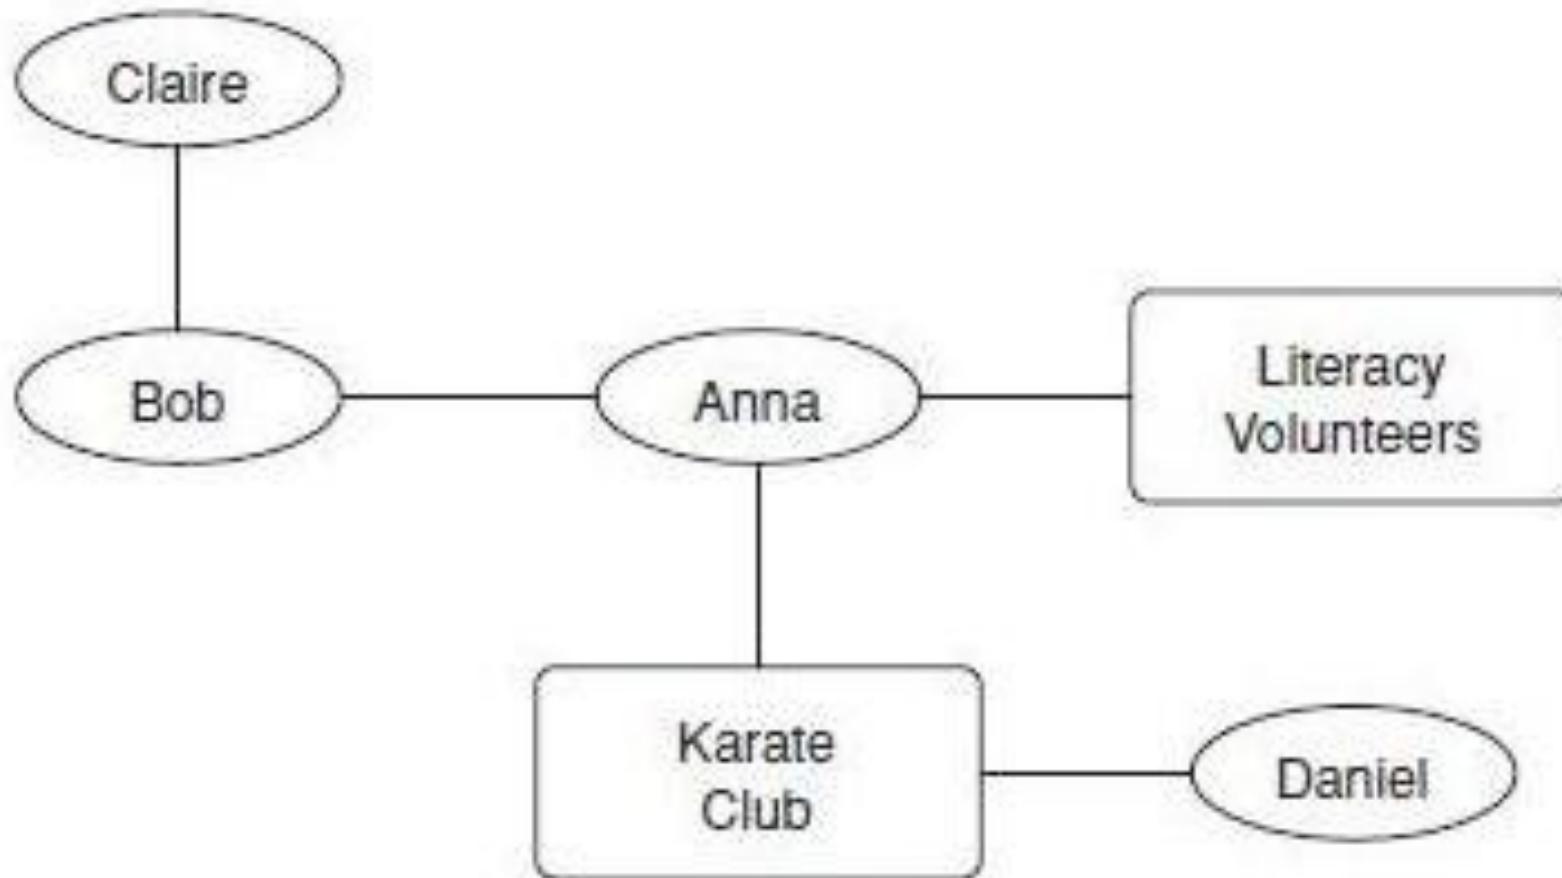 Claire
Bob
Anna
Literacy
Volunteers
Karate
Club
Daniel